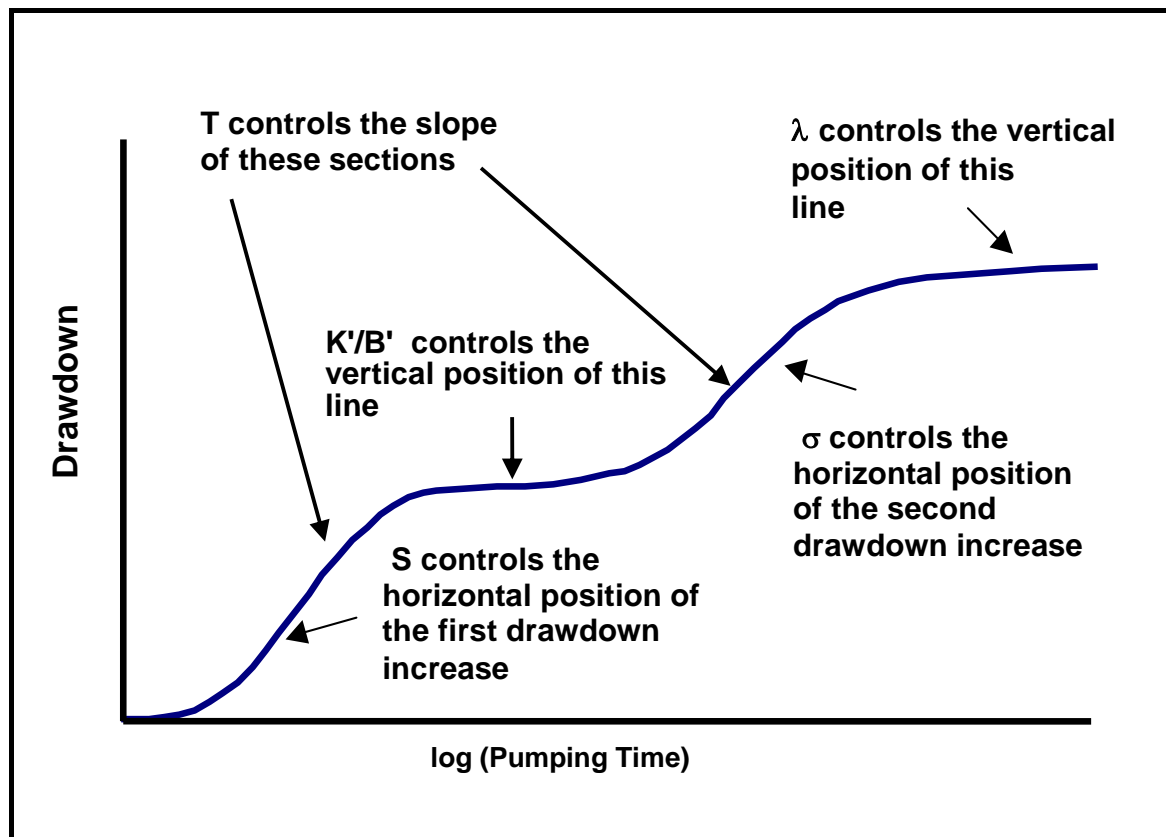 T controls the slope
of these sections
λ controls the vertical
position of this
line
K'/B' controls the
vertical position of this
line
σ controls the
horizontal position
of the second
drawdown increase
S controls the
horizontal position of
the first drawdown
increase
Drawdown
log (Pumping Time)